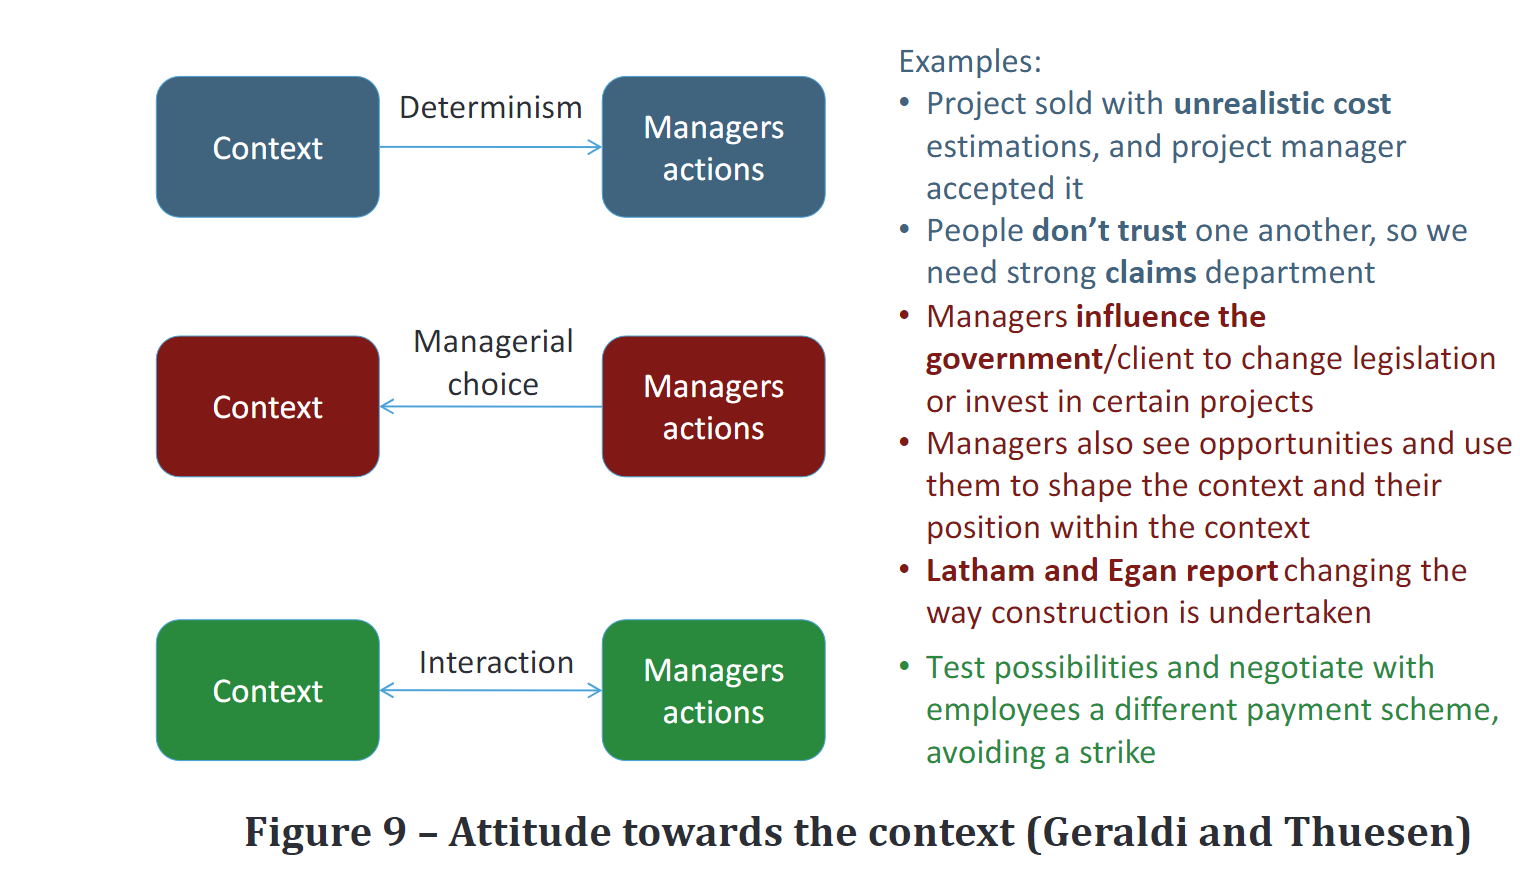 Context
Determinism
Managers
actions
Context
Managerial
choice
Managers
actions
Context
Interaction
Managers
actions
Examples:
• Project sold with unrealistic cost
estimations, and project manager
accepted it
• People don’t trust one another, so we
need strong claims department
• Managers influence the
government/client to change legislation
or invest in certain projects
• Managers also see opportunities and use
them to shape the context and their
position within the context
• Latham and Egan report changing the
way construction is undertaken
• Test possibilities and negotiate with
employees a different payment scheme,
avoiding a strike
Figure 9 – Attitude towards the context (Geraldi and Thuesen)